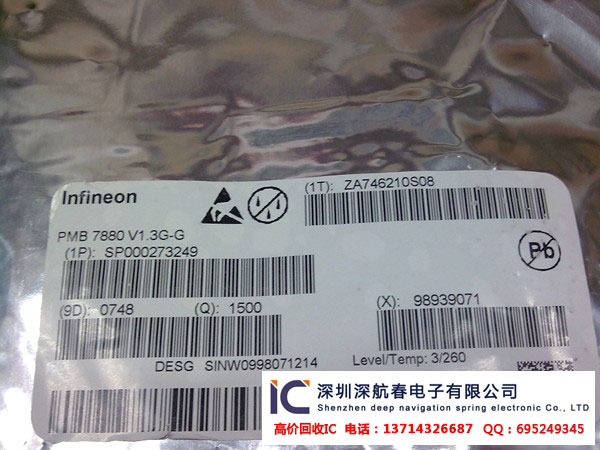 Infineon
(1T): ZA746210S08
PMB 7880 V1.3G-G
(1P): SP000273249
Pb
(9D): 0748 (Q): 1500 (X): 98939071
DESG SINW0998071214 Level/Temp: 3/260
IC 深圳深航春电子有限公司
Shenzhen deep navigation spring electronic Co., LTD
高价回收IC 电话：13714326687 QQ：695249345